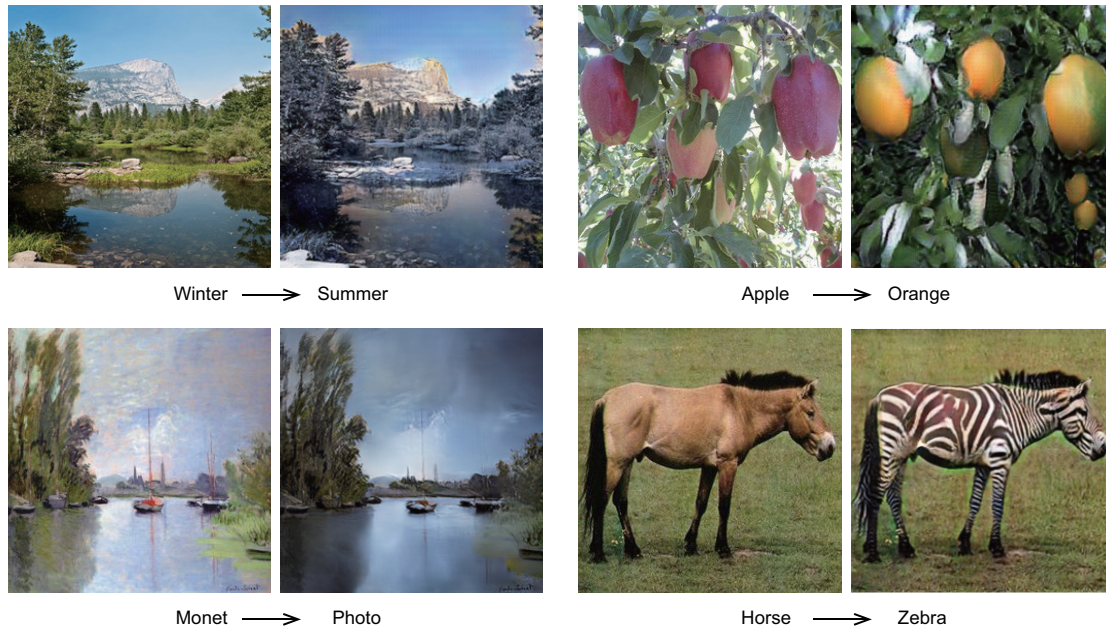 Winter → Summer
Apple → Orange
Monet → Photo
Horse → Zebra